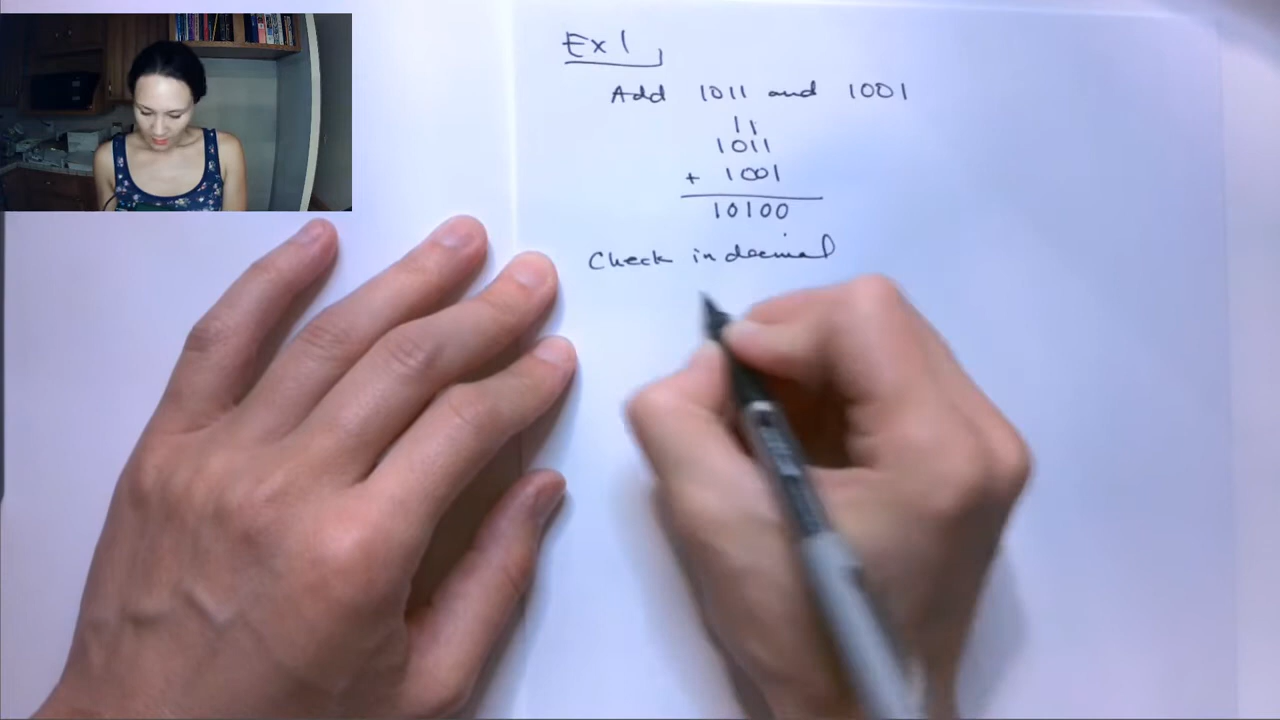 Ex 1
Add 1011 and 1001
11
1011
+ 1001
10100
Check in decimal